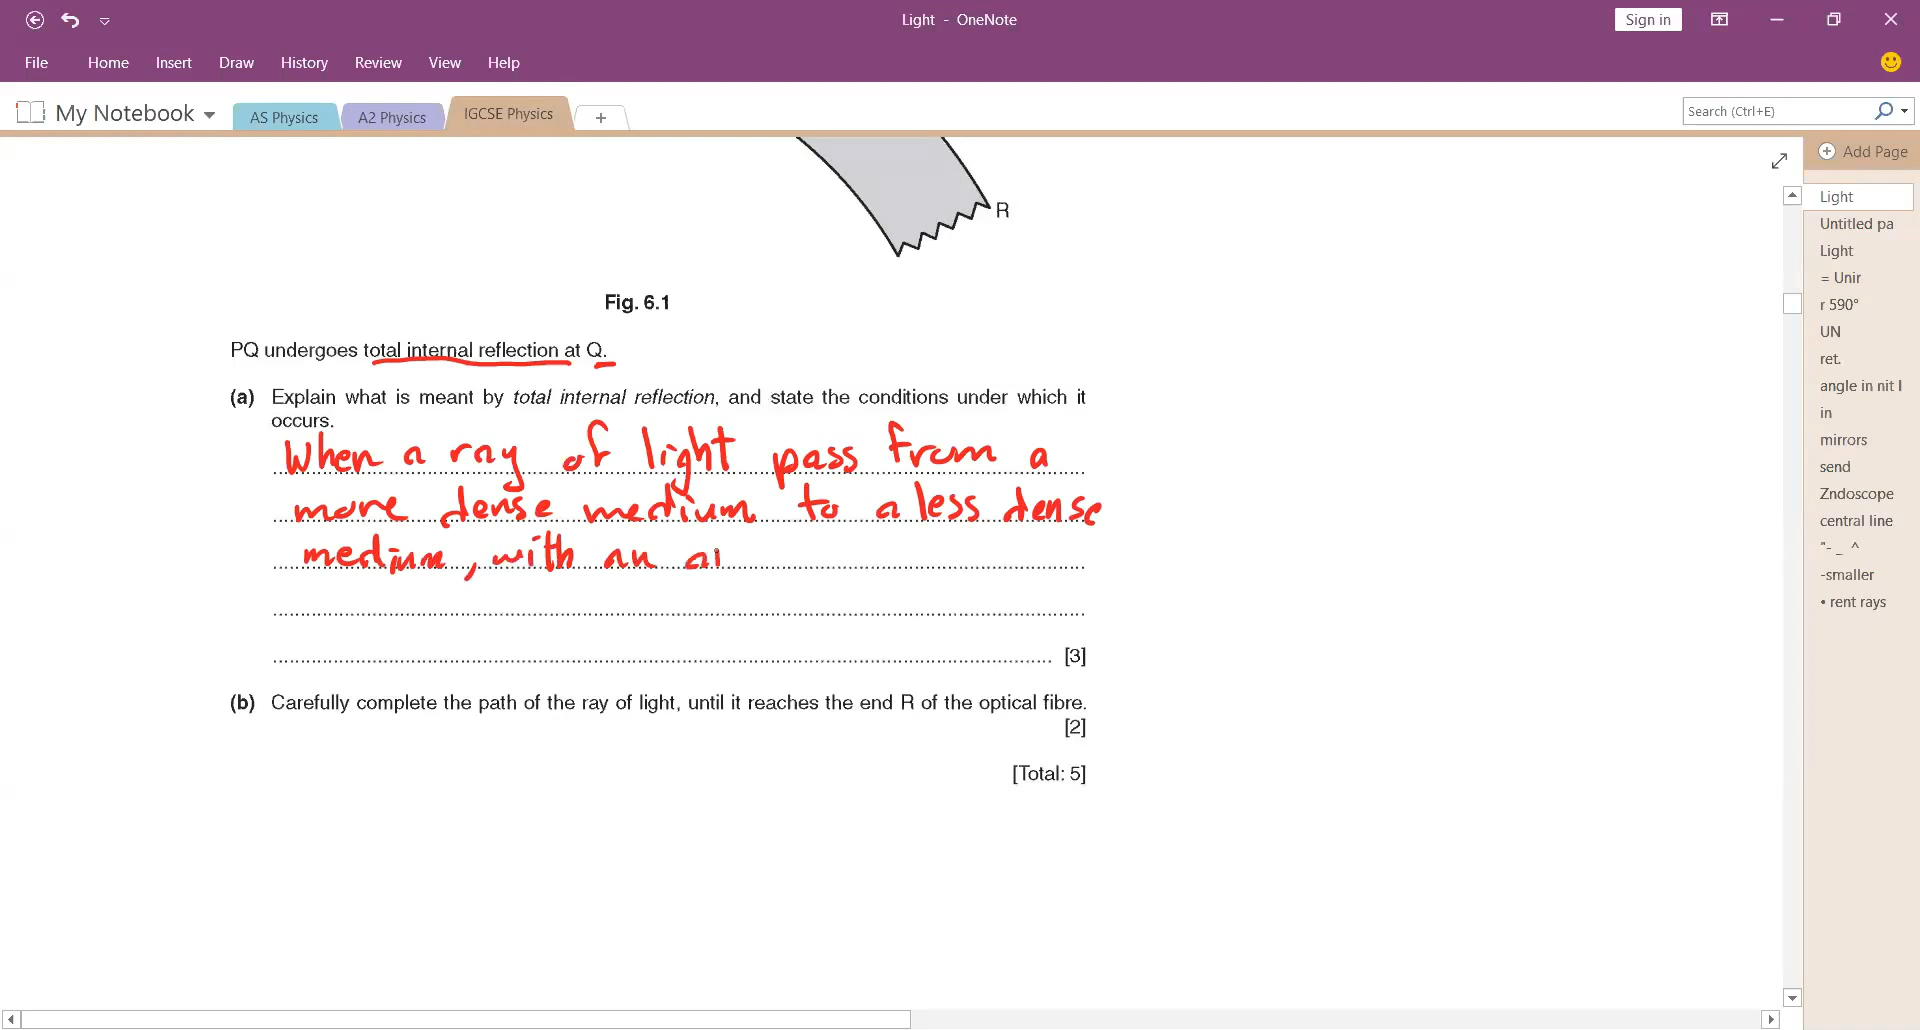 Light - OneNote
Sign in
File Home Insert Draw History Review View Help
My Notebook
AS Physics
A2 Physics
IGCSE Physics
+
Search (Ctrl+E)
Add Page
Light
Untitled pa
Light
= Unir
r 590°
UN
ret.
angle in nit I
in
mirrors
send
Zndoscope
central line
"- _ ^
-smaller
• rent rays
R
Fig. 6.1
PQ undergoes total internal reflection at Q.
(a) Explain what is meant by total internal reflection, and state the conditions under which it
occurs.
When a ray of light pass from a
more dense medium to a less dense
medium, with an
[3]
(b) Carefully complete the path of the ray of light, until it reaches the end R of the optical fibre.
[2]
[Total: 5]